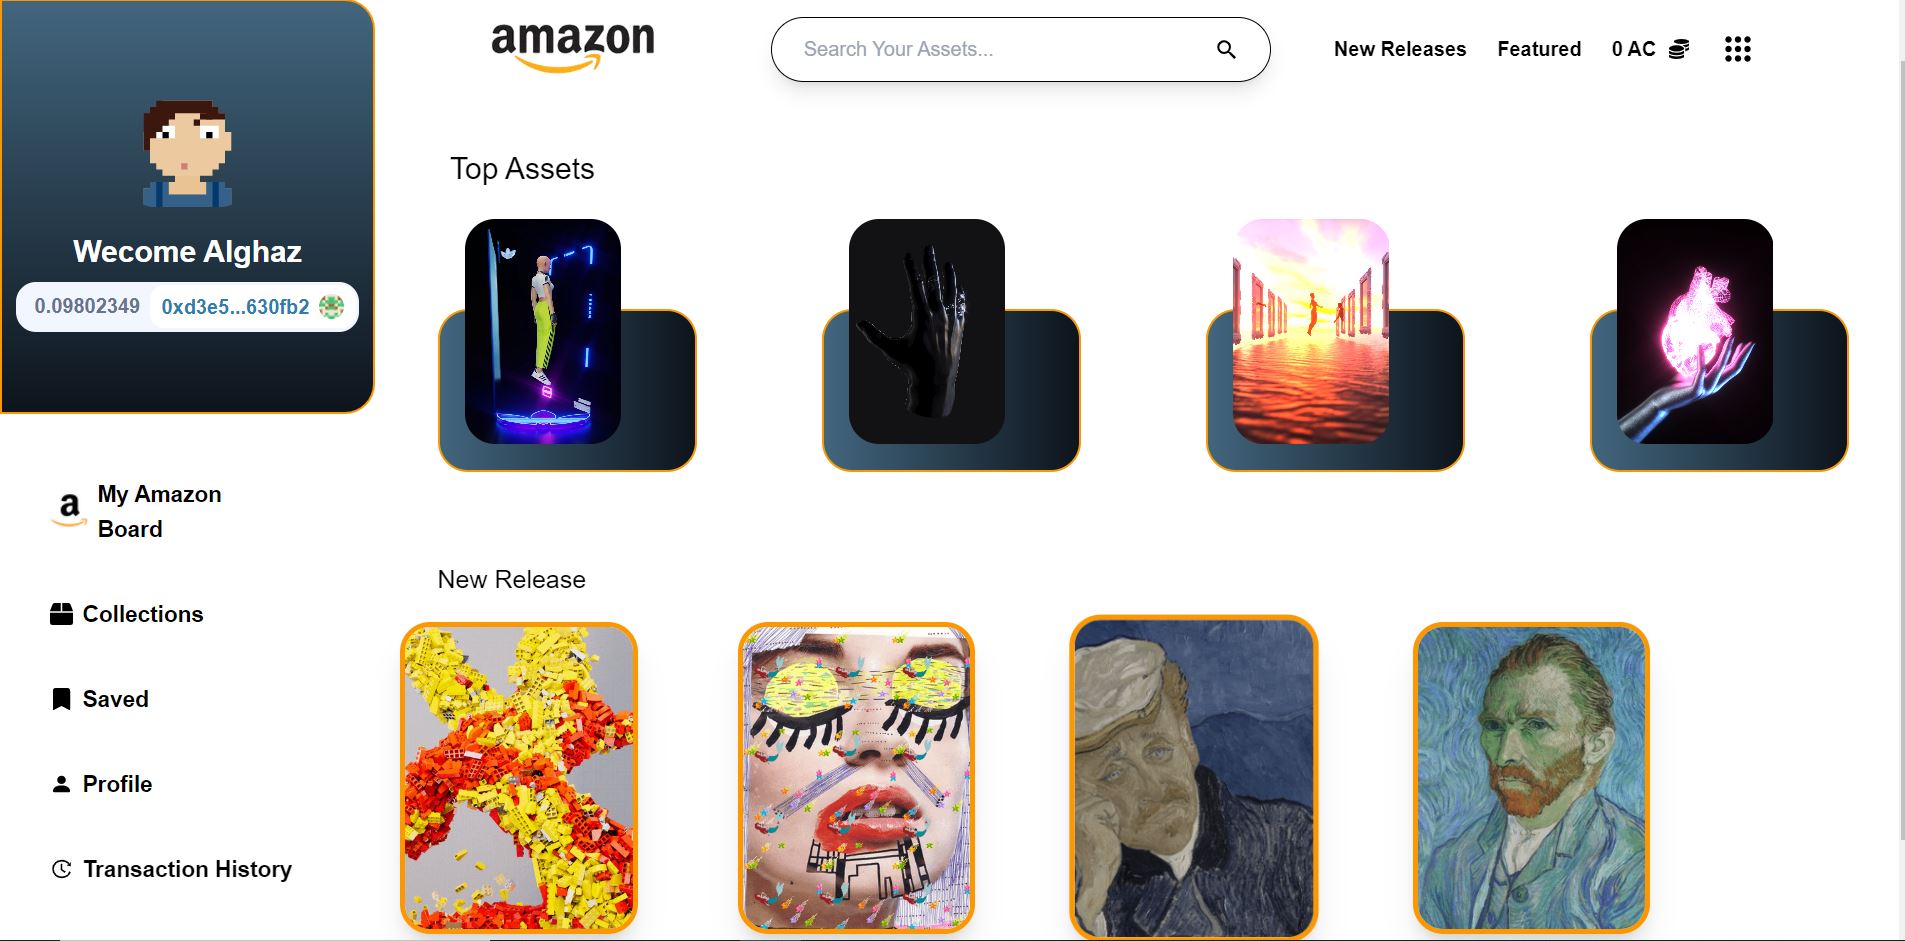 Wecome Alghaz
0.09802349 0xd3e5...630fb2
My Amazon
Board
Collections
Saved
Profile
Transaction History
amazon
Search Your Assets...
New Releases Featured 0 AC
Top Assets
New Release